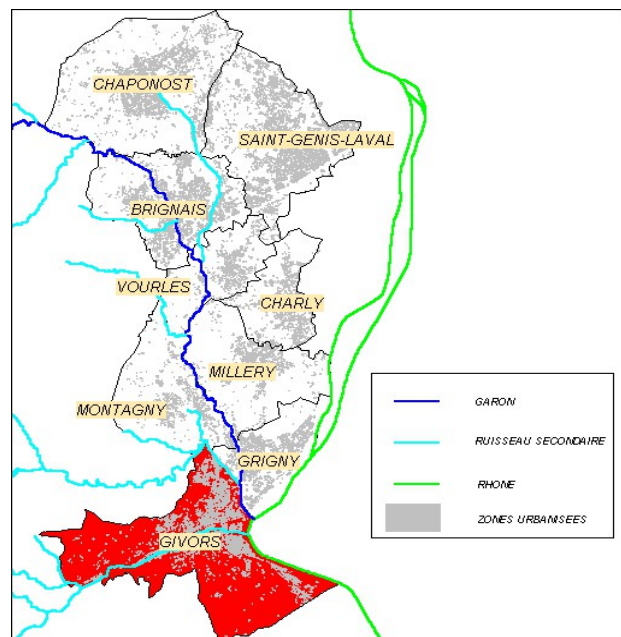 CHAPONOST
SAINT-GENIS-LAVAL
BRIGNAIS
VOURLES
CHARLY
MILLERY
MONTAGNY
GRIGNY
GIVORS
GARON
RUISSEAU SECONDAIRE
RHONE
ZONES URBANISEES